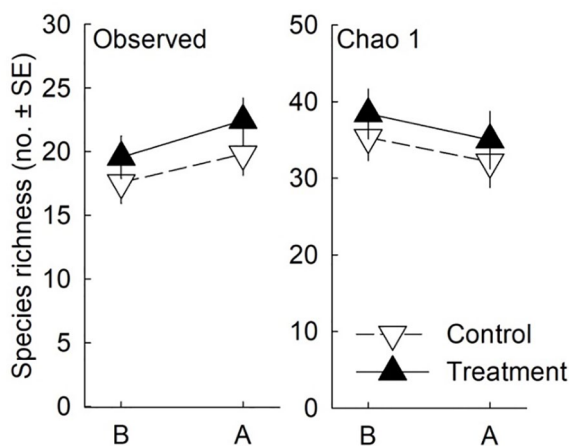 Species richness (no. ± SE)
Observed
30
25
20
15
10
5
0
B A
Chao 1
50
40
30
20
10
0
Control
Treatment
B A